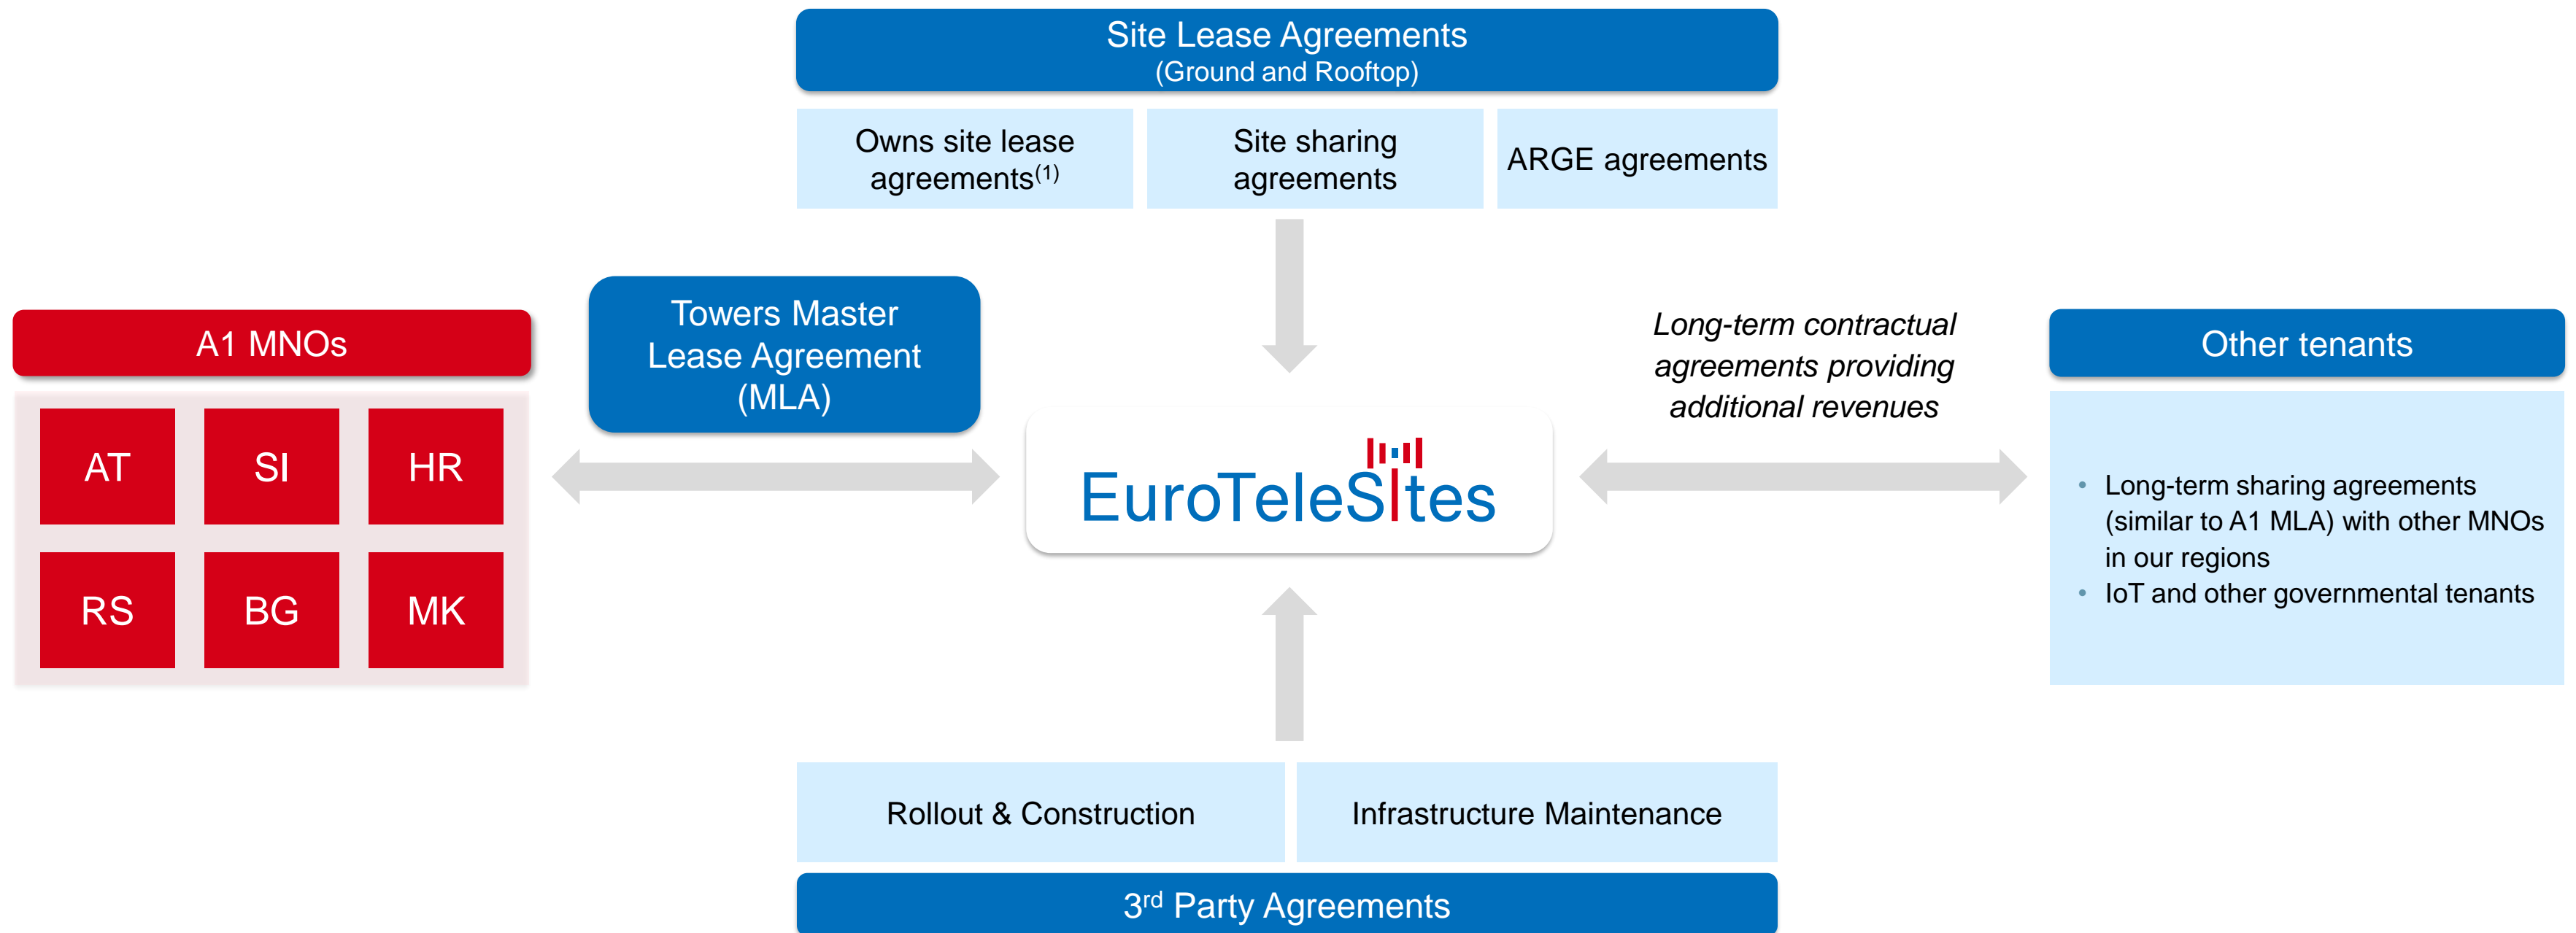 Site Lease Agreements
(Ground and Rooftop)
Owns site lease
agreements(1)
Site sharing
agreements
ARGE agreements
A1 MNOs
AT
SI
HR
RS
BG
MK
Towers Master
Lease Agreement
(MLA)
EuroTeleSites
Long-term contractual
agreements providing
additional revenues
Other tenants
• Long-term sharing agreements
(similar to A1 MLA) with other MNOs
in our regions
• IoT and other governmental tenants
Rollout & Construction
Infrastructure Maintenance
3rd Party Agreements